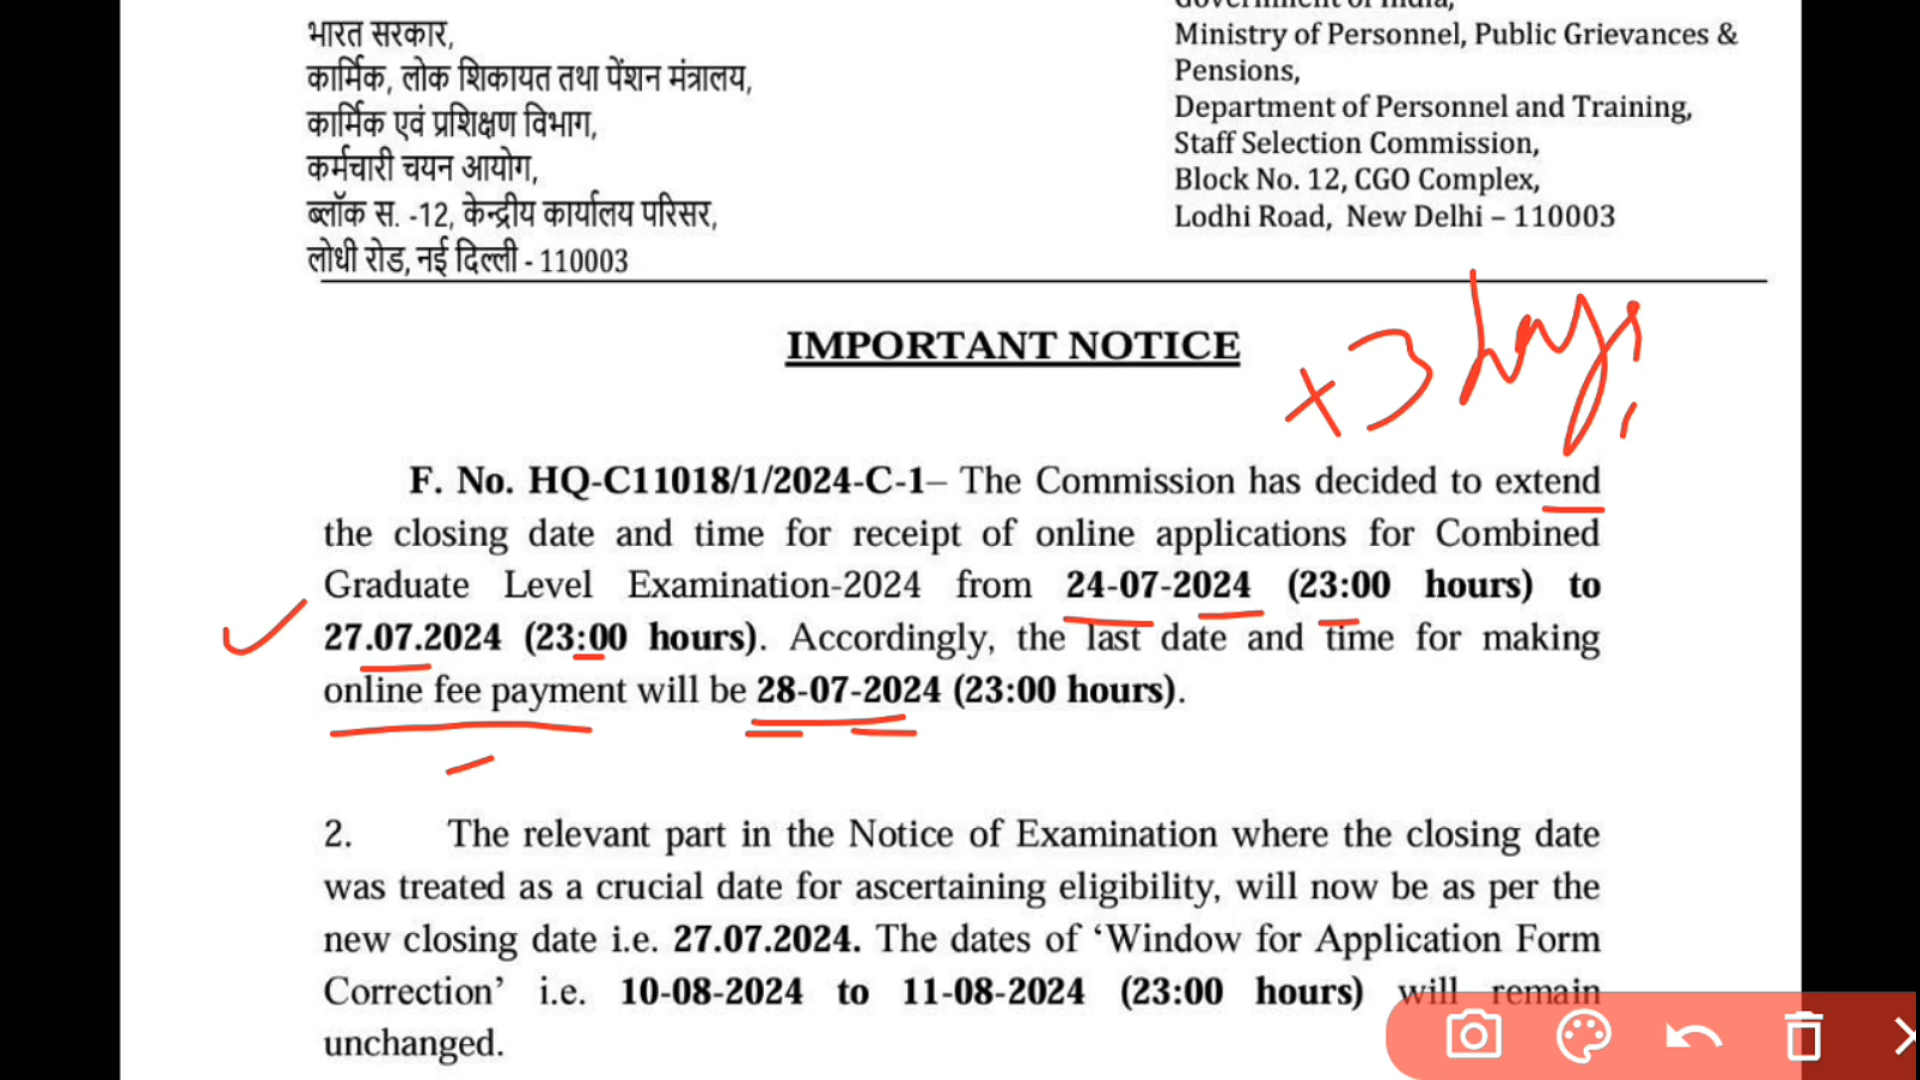 भारत सरकार,
कार्मिक, लोक शिकायत तथा पेंशन मंत्रालय,
कार्मिक एवं प्रशिक्षण विभाग,
कर्मचारी चयन आयोग,
ब्लॉक स. -12, केन्द्रीय कार्यालय परिसर,
लोधी रोड, नई दिल्ली - 110003
Government of India,
Ministry of Personnel, Public Grievances &
Pensions,
Department of Personnel and Training,
Staff Selection Commission,
Block No. 12, CGO Complex,
Lodhi Road, New Delhi – 110003
IMPORTANT NOTICE
+3 days
F. No. HQ-C11018/1/2024-C-1– The Commission has decided to extend
the closing date and time for receipt of online applications for Combined
Graduate Level Examination-2024 from 24-07-2024 (23:00 hours) to
27.07.2024 (23:00 hours). Accordingly, the last date and time for making
online fee payment will be 28-07-2024 (23:00 hours).
2. The relevant part in the Notice of Examination where the closing date
was treated as a crucial date for ascertaining eligibility, will now be as per the
new closing date i.e. 27.07.2024. The dates of ‘Window for Application Form
Correction’ i.e. 10-08-2024 to 11-08-2024 (23:00 hours) will remain
unchanged.